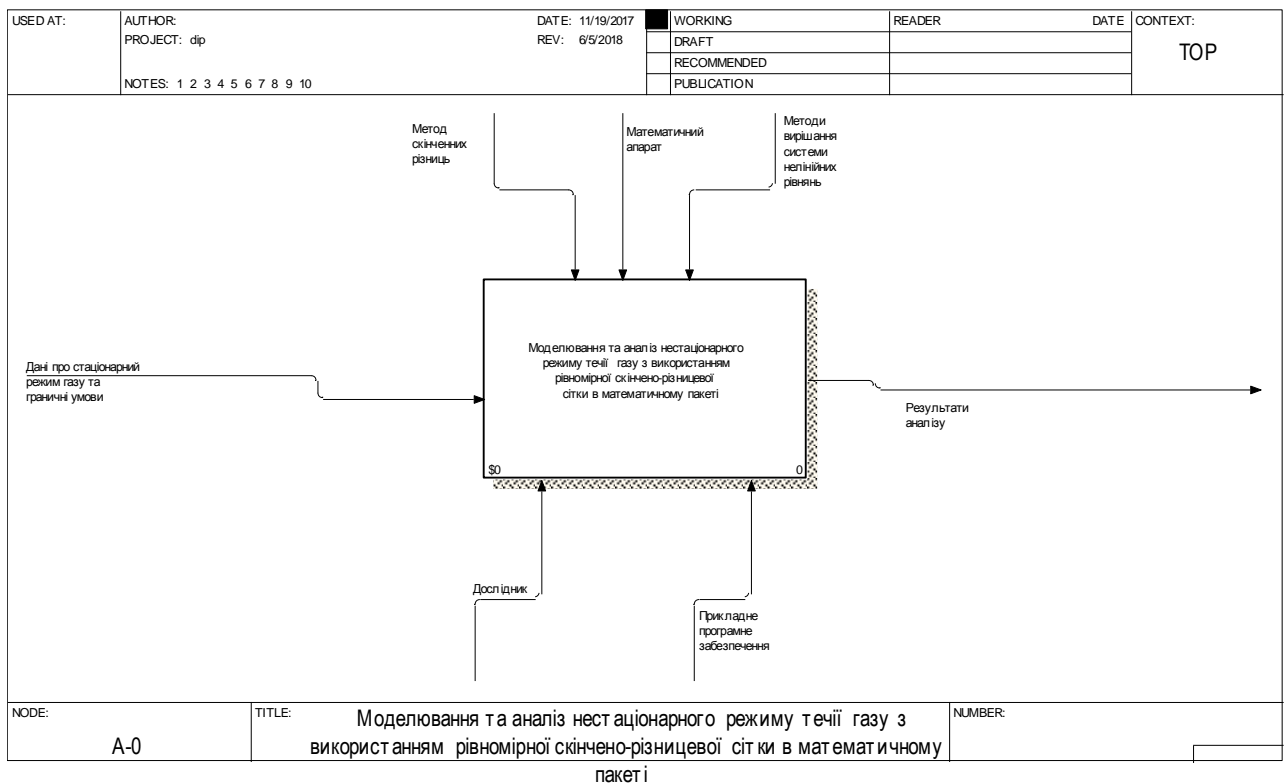 USED AT:
AUTHOR:
DATE: 11/19/2017
WORKING
READER
DATE
CONTEXT:
PROJECT: dip
REV: 6/5/2018
DRAFT
TOP
RECOMMENDED
NOTES: 1 2 3 4 5 6 7 8 9 10
PUBLICATION
Метод
скінченних
різниць
Математичний
апарат
Методи
вирішання
системи
нелінійних
рівнянь
Дані про стаціонарний
режим газу та
граничні умови
Моделювання та аналіз нестаціонарного
режиму течії газу з використанням
рівномірної скінчено-різницевої
сітки в математичному пакеті
$0
0
Результати
аналізу
Дослідник
Прикладне
програмне
забезпечення
NODE:
A-0
TITLE:
Моделювання та аналіз нестаціонарного режиму течії газу з
використанням рівномірної скінчено-різницевої сітки в математичному
пакеті
NUMBER: